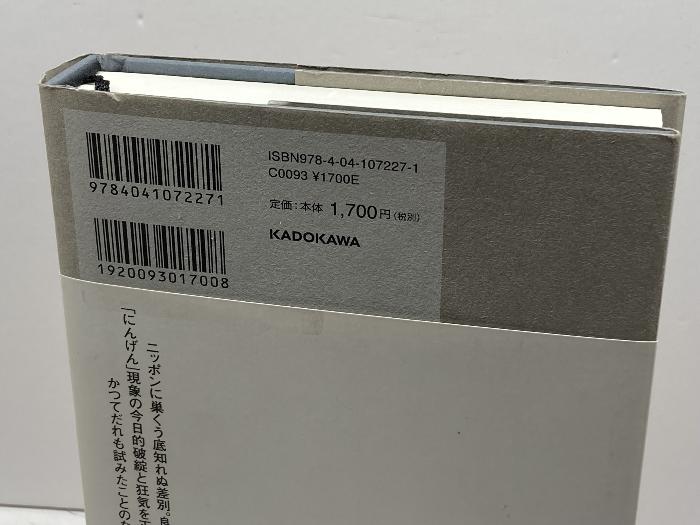 ISBN978-4-04-107227-1
C0093 ¥1700E
定価:本体 1,700円(税別)
KADOKAWA
9784041072271
1920093017008
ニッポンに巣くう底知れぬ差別。
「にんげん」現象の今日的破綻と狂気を
かつてだれも試みたことのな